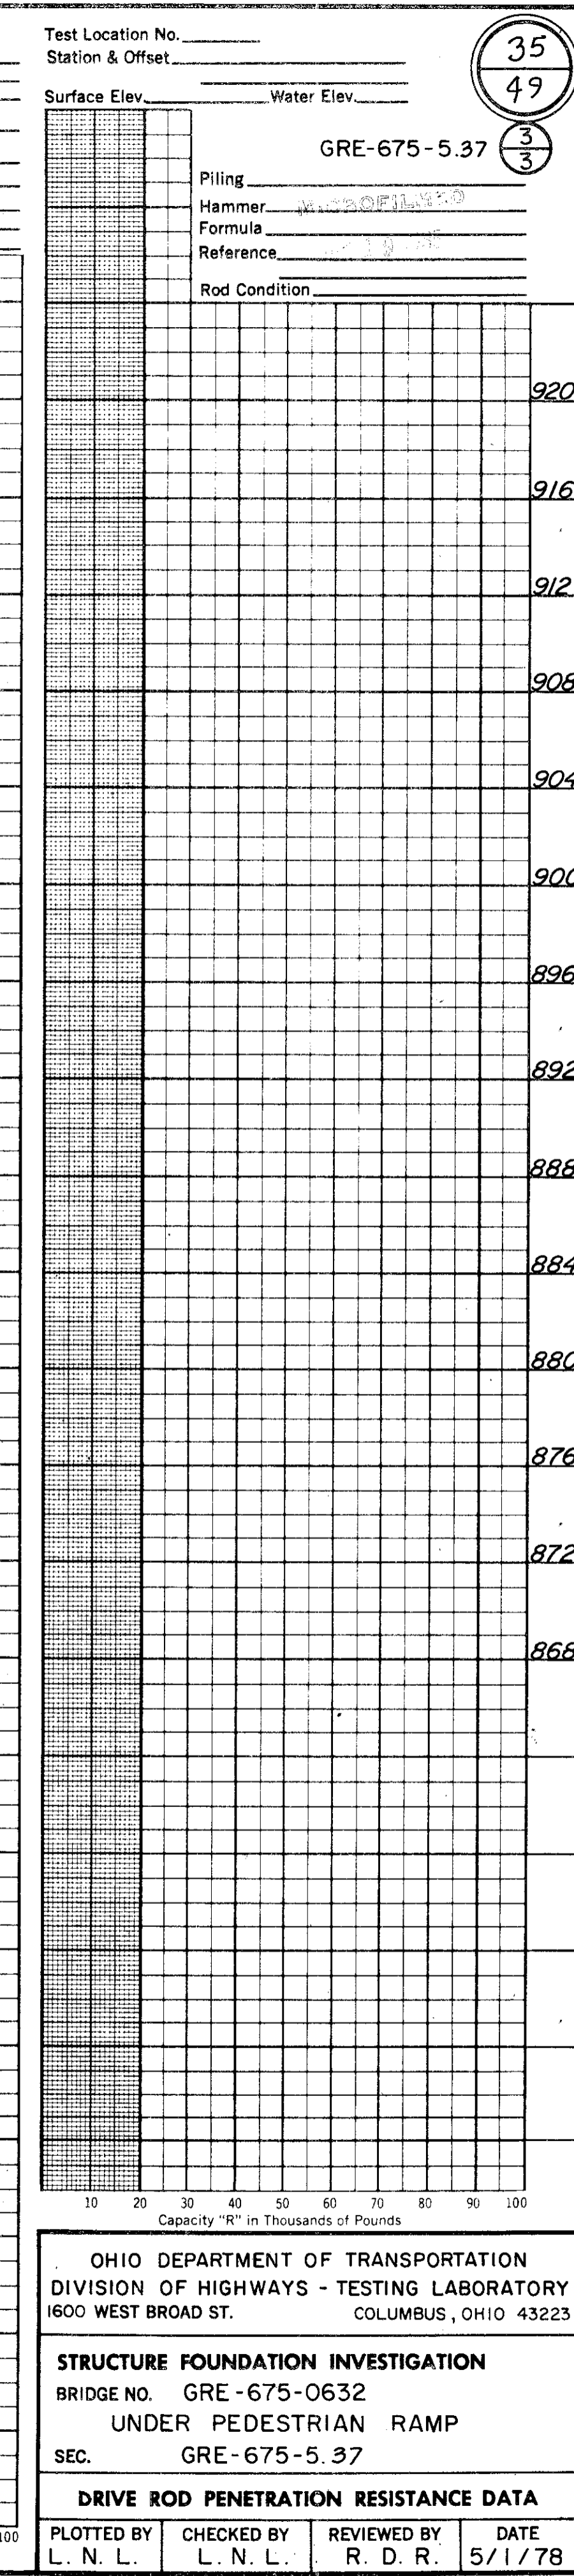 Test Location No.
Station & Offset
35
49
Surface Elev. Water Elev.
GRE-675-5.37
3
3
Piling
Hammer
MICROFILMED
Formula
Reference
Rod Condition
920
916
912
908
904
900
896
892
888
884
880
876
872
868
10 20 30 40 50 60 70 80 90 100
Capacity "R" in Thousands of Pounds
OHIO DEPARTMENT OF TRANSPORTATION
DIVISION OF HIGHWAYS - TESTING LABORATORY
1600 WEST BROAD ST. COLUMBUS, OHIO 43223
STRUCTURE FOUNDATION INVESTIGATION
BRIDGE NO. GRE-675-0632
UNDER PEDESTRIAN RAMP
SEC. GRE-675-5.37
DRIVE ROD PENETRATION RESISTANCE DATA
100
PLOTTED BY CHECKED BY REVIEWED BY DATE
L. N. L. L. N. L. R. D. R. 5/1/78